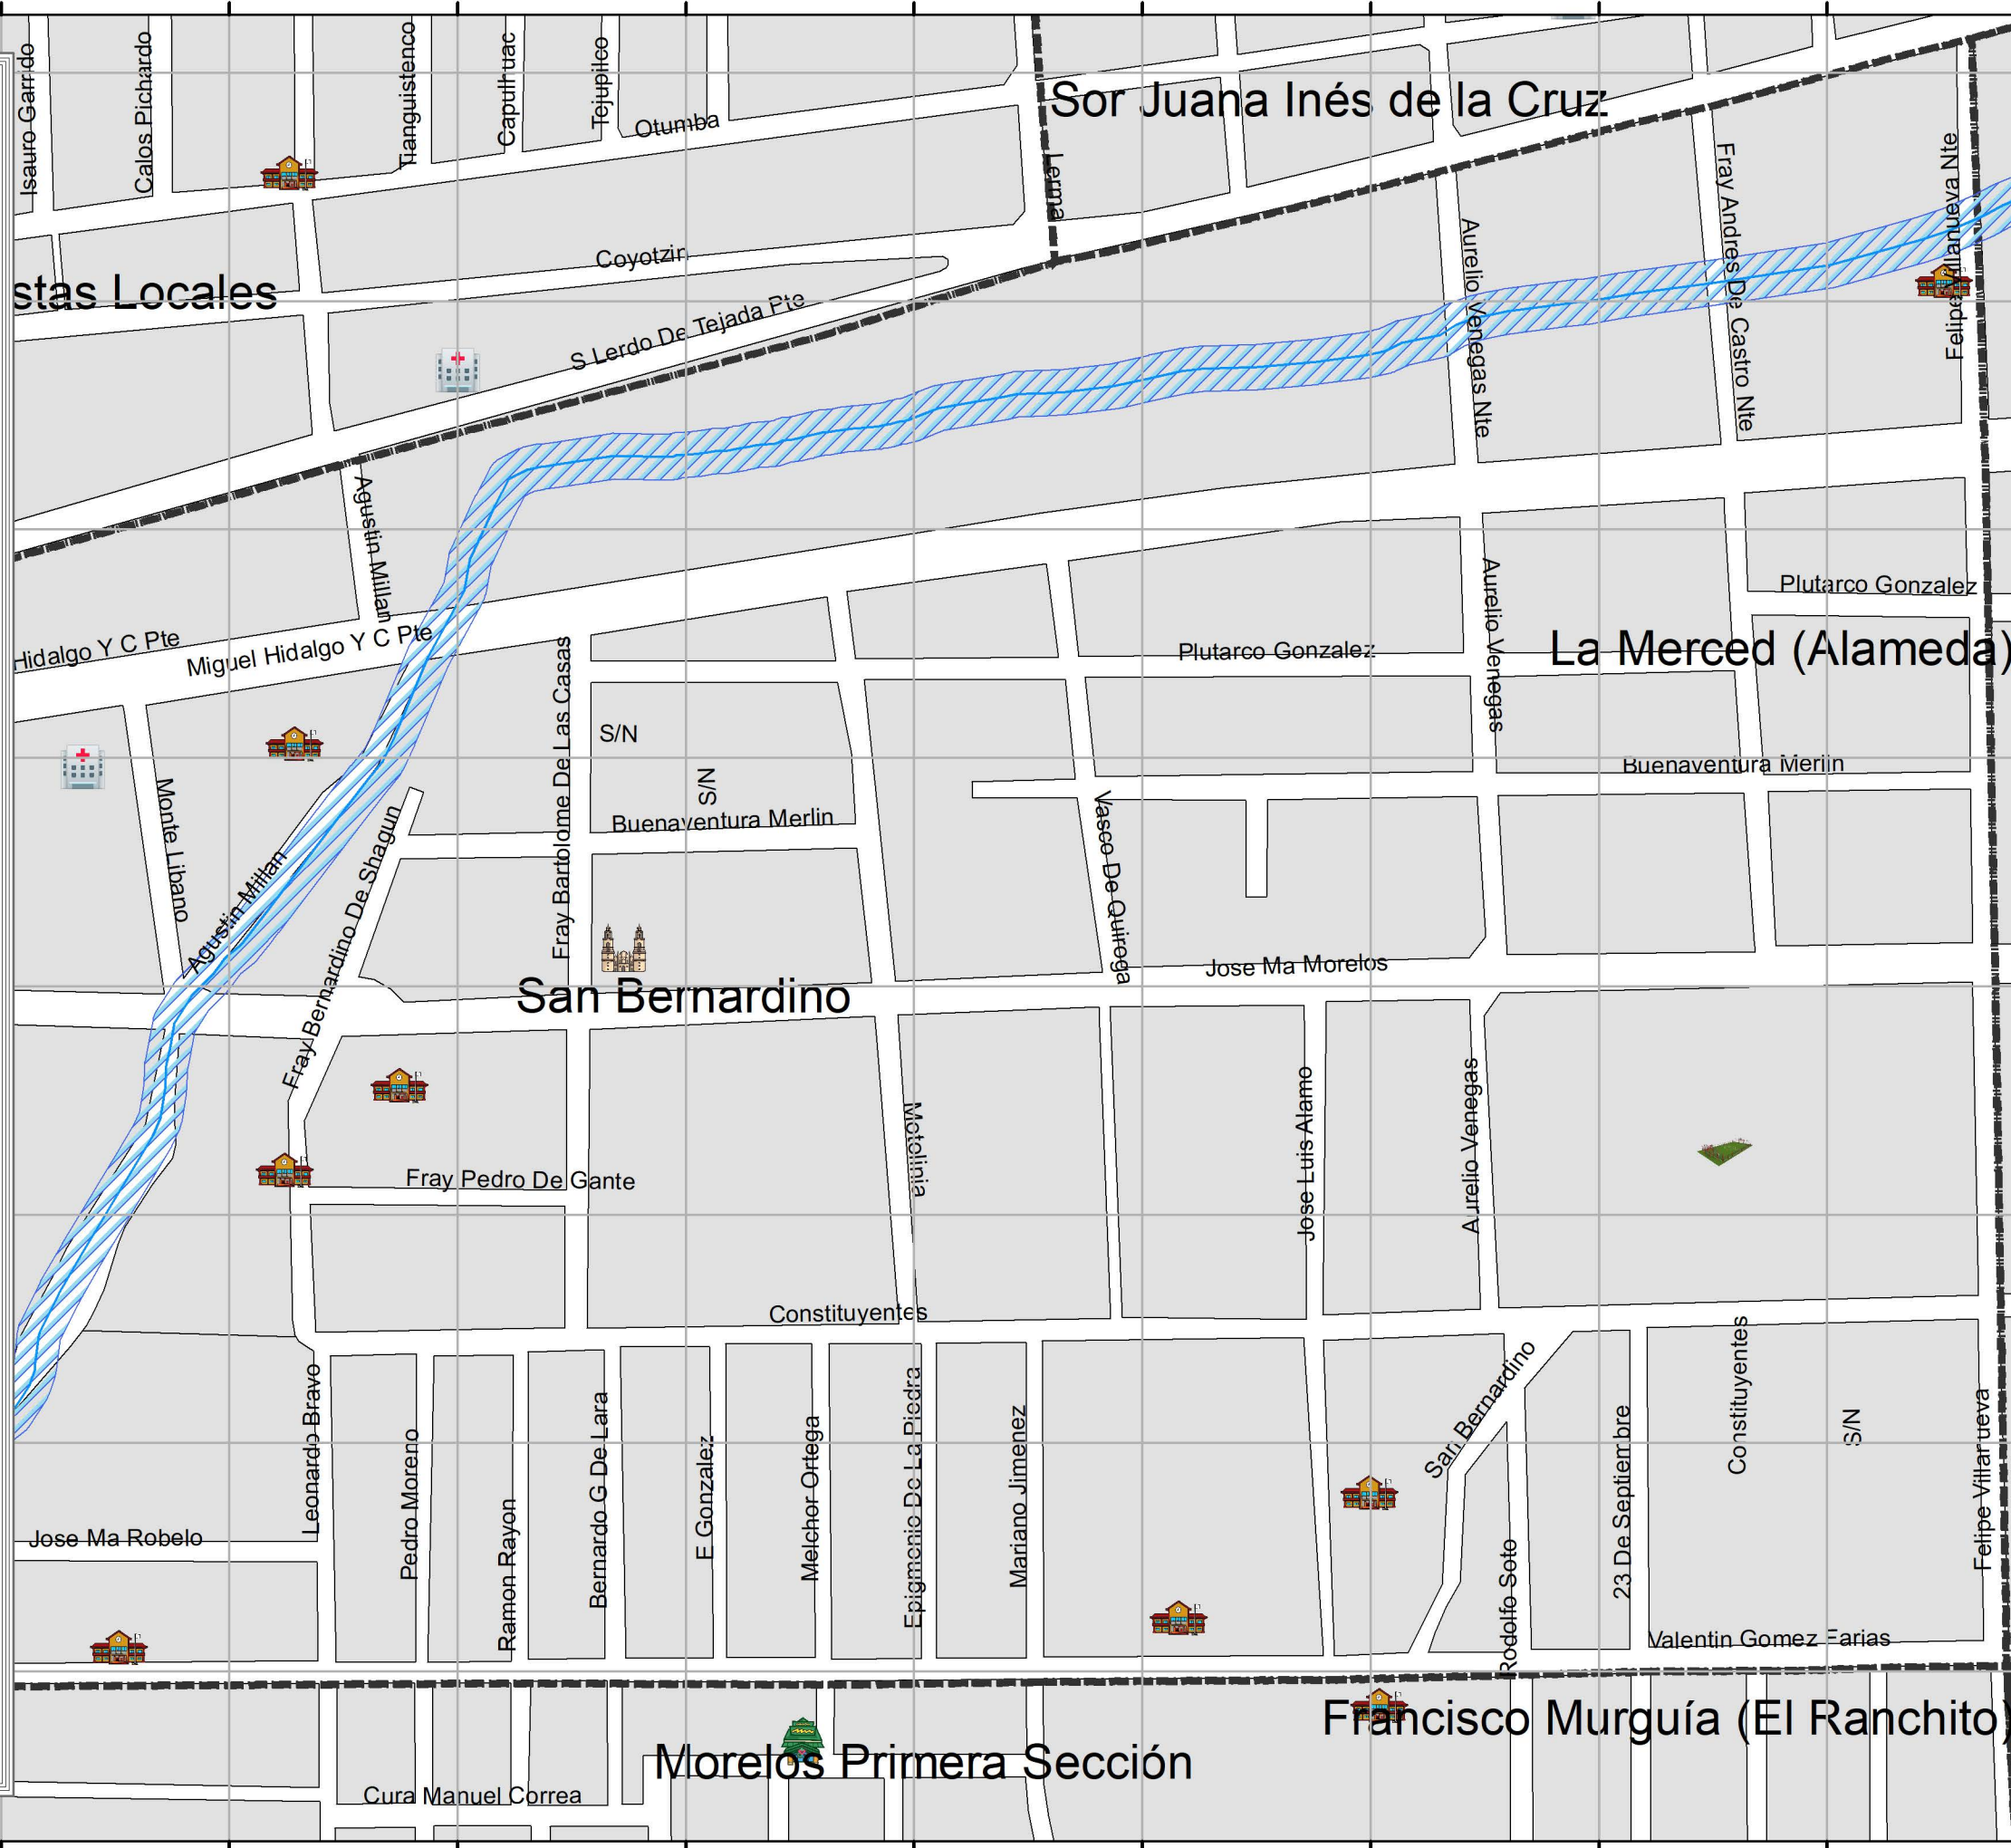 Isauro Garrido
Calos Pichardo
Tianguistenco
Capulhuac
Tejupilco
Otumba
Sor Juana Inés de la Cruz
Lerma
Fray Andres De Castro Nte
Felipe Villanueva Nte
Aurelio Venegas Nte
Coyotzin
stas Locales
S Lerdo De Tejada Pte
Agustin Millan
Hidalgo Y C Pte
Miguel Hidalgo Y C Pte
Plutarco Gonzalez
Plutarco Gonzalez
La Merced (Alameda)
Aurelio Venegas
Fray Bartolome De Las Casas
S/N
S/N
Buenaventura Merlin
Buenaventura Merlin
Monte Libano
Agustin Millan
Fray Bernardino De Shagun
Vasco De Quiroga
Jose Ma Morelos
San Bernardino
Motolinia
Jose Luis Alamo
Aurelio Venegas
Fray Pedro De Gante
Constituyentes
Leonardo Bravo
Pedro Moreno
Ramon Rayon
Bernardo G De Lara
E Gonzalez
Melchor Ortega
Epigmenio De La Piedra
Mariano Jimenez
San Bernardino
Rodolfo Soto
23 De Septiembre
Constituyentes
S/N
Felipe Villanueva
Jose Ma Robelo
Valentin Gomez Farias
Francisco Murguía (El Ranchito)
Morelos Primera Sección
Cura Manuel Correa